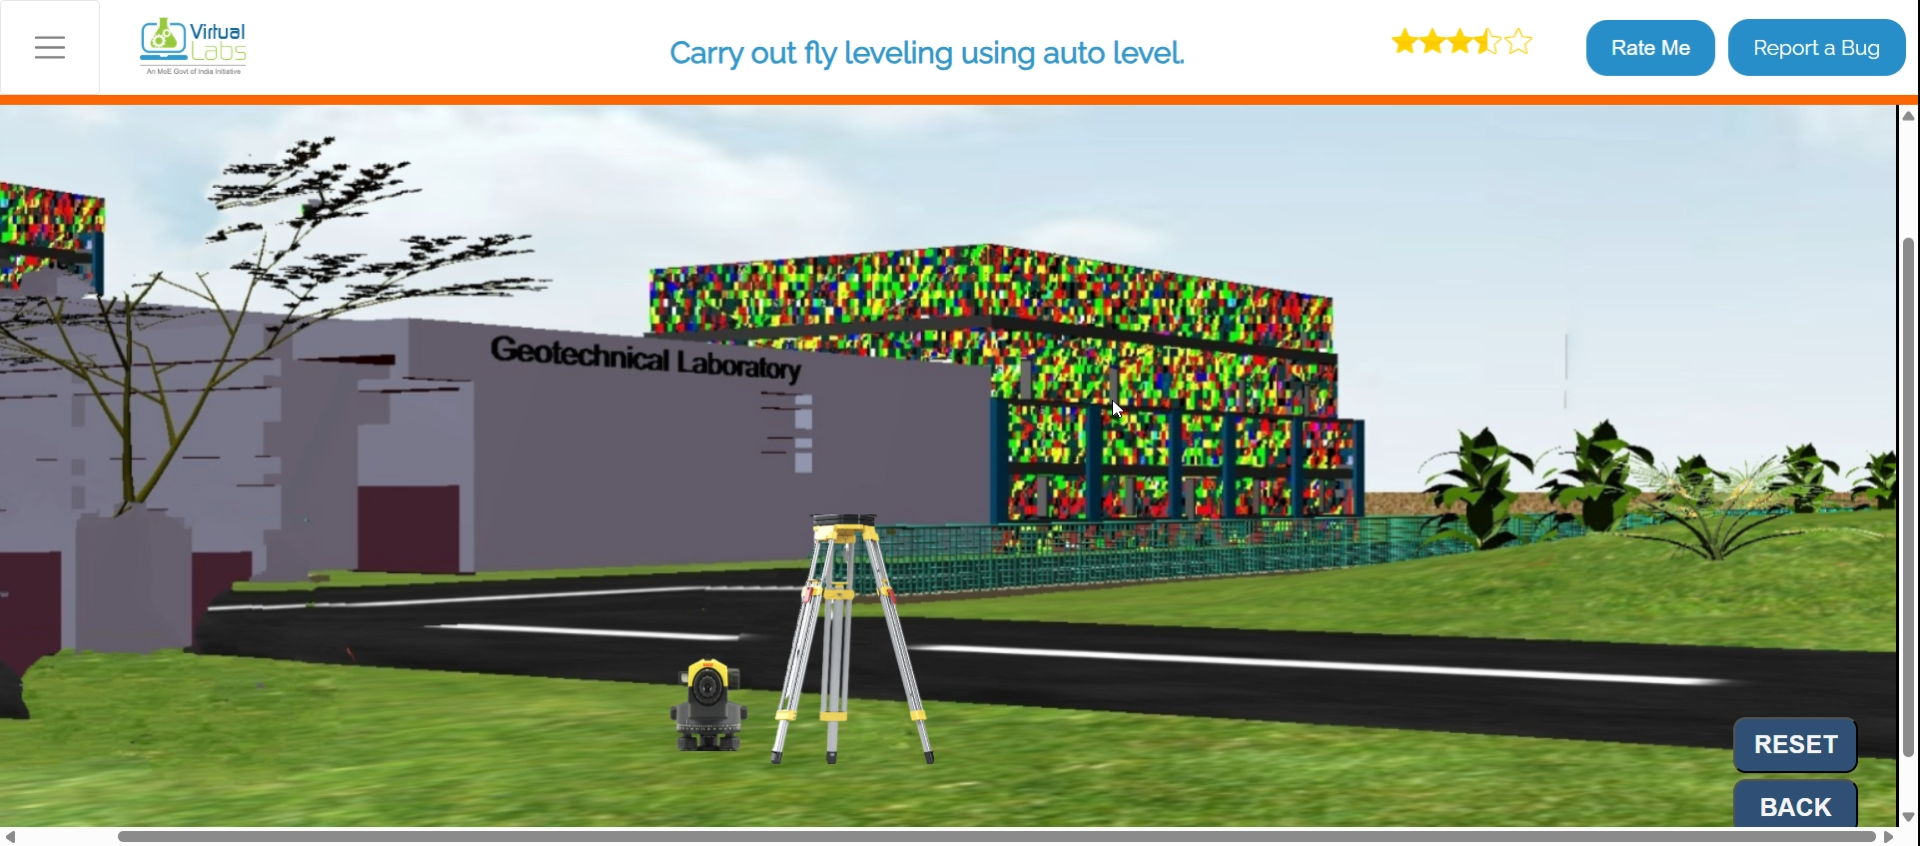 Virtual
Labs
An MoE Govt of India Initiative
Carry out fly leveling using auto level.
Rate Me
Report a Bug
Geotechnical Laboratory
RESET
BACK